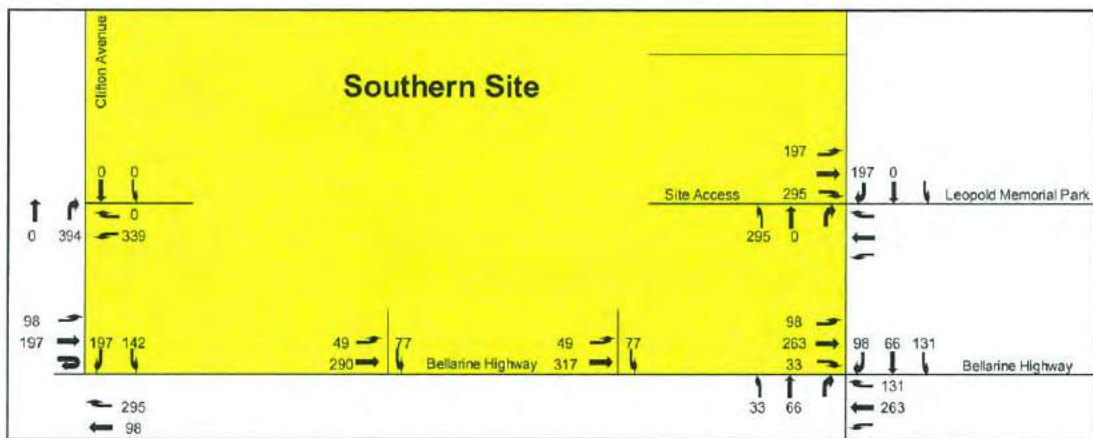 Clifton Avenue
Southern Site
197
0 0
197 0
Site Access 295 Leopold Memorial Park
0
0 394 339 295 0
98 98
197 197 142 49 77 49 77 263 98 66 131
290 Bellarine Highway 317 33 Bellarine Highway
131
295 33 66 263
98